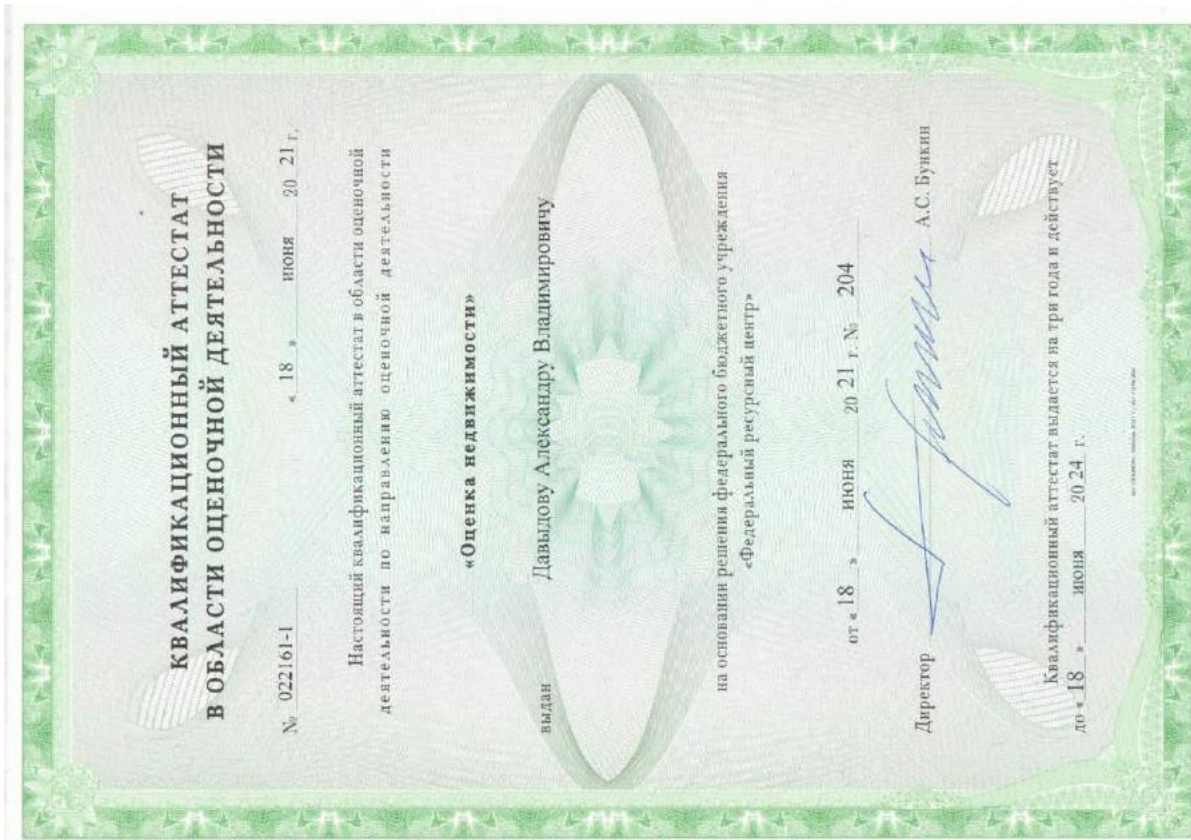 КВАЛИФИКАЦИОННЫЙ АТТЕСТАТ
В ОБЛАСТИ ОЦЕНОЧНОЙ ДЕЯТЕЛЬНОСТИ
№ 022161-1 « 18 » июня 20 21 г.
Настоящий квалификационный аттестат в области оценочной
деятельности по направлению оценочной деятельности
«Оценка недвижимости»
выдан Давыдову Александру Владимировичу
на основании решения федерального бюджетного учреждения
«Федеральный ресурсный центр»
от « 18 » июня 20 21 г. № 204
Директор А.С. Бункин
Квалификационный аттестат выдается на три года и действует
до « 18 » июня 20 24 г.